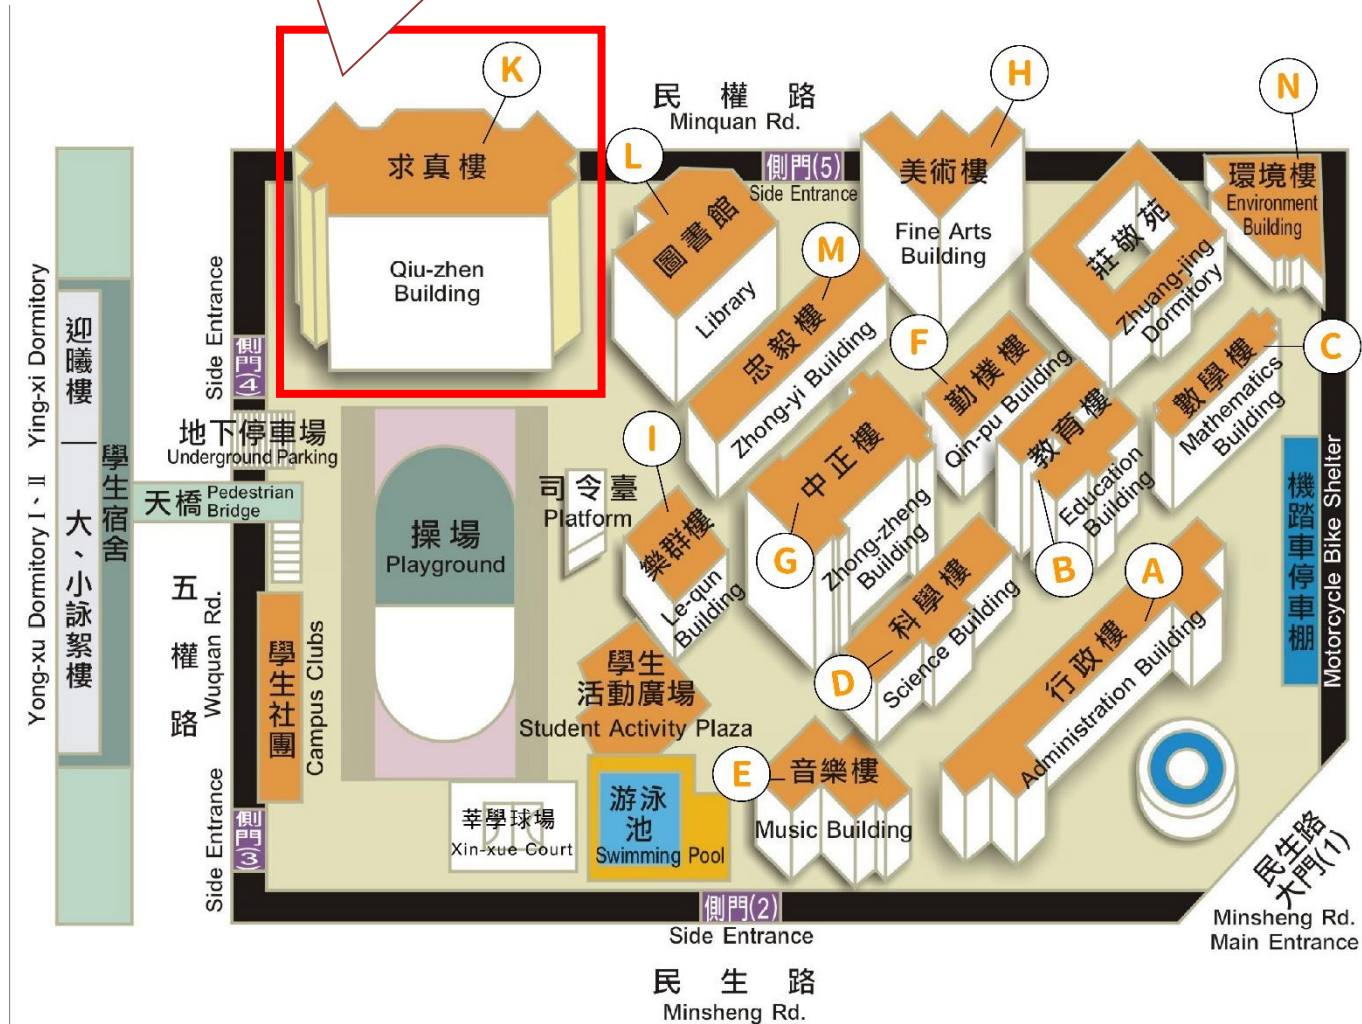 K
求真樓
Qiu-zhen
Building
民權路
Minquan Rd.
側門(5)
Side Entrance
L
圖書館
Library
M
忠毅樓
Zhong-yi Building
H
美術樓
Fine Arts
Building
N
環境樓
Environment
Building
莊敬苑
Zhuang-jing
Dormitory
F
勤樸樓
Qin-pu Building
C
數學樓
Mathematics
Building
教育樓
Education
Building
B
中正樓
Zhong-zheng
Building
G
I
樂群樓
Le-qun
Building
科學樓
Science Building
D
A
行政樓
Administration Building
機踏車停車棚
Motorcycle Bike Shelter
Side Entrance
側門(4)
地下停車場
Underground Parking
天橋
Pedestrian
Bridge
迎曦樓
大、小詠絮樓
Yong-xu Dormitory I、II Ying-xi Dormitory
學生宿舍
五權路
Wuquan Rd.
學生社團
Campus Clubs
操場
Playground
司令臺
Platform
學生
活動廣場
Student Activity Plaza
游泳
池
Swimming Pool
莘學球場
Xin-xue Court
E
音樂樓
Music Building
Side Entrance
側門(3)
側門(2)
Side Entrance
民生路
Minsheng Rd.
民生路
大門(1)
Minsheng Rd.
Main Entrance